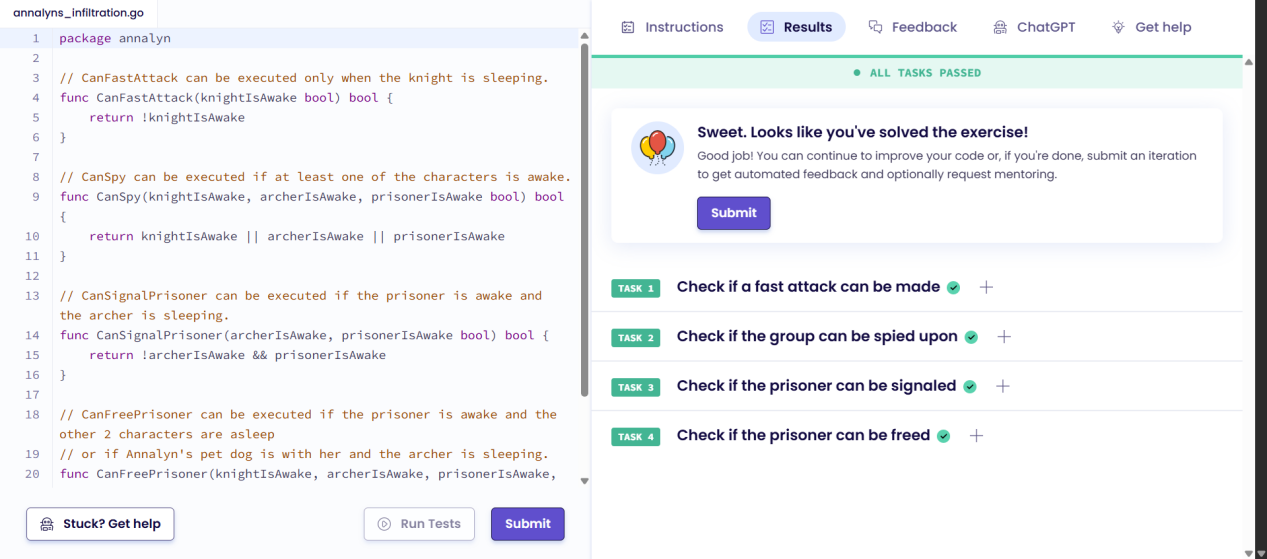 annalyns_infiltration.go
1 package annalyn
2
3 // CanFastAttack can be executed only when the knight is sleeping.
4 func CanFastAttack(knightIsAwake bool) bool {
5     return !knightIsAwake
6 }
7
8 // CanSpy can be executed if at least one of the characters is awake.
9 func CanSpy(knightIsAwake, archerIsAwake, prisonerIsAwake bool) bool
{
10     return knightIsAwake || archerIsAwake || prisonerIsAwake
11 }
12
13 // CanSignalPrisoner can be executed if the prisoner is awake and
the archer is sleeping.
14 func CanSignalPrisoner(archerIsAwake, prisonerIsAwake bool) bool {
15     return !archerIsAwake && prisonerIsAwake
16 }
17
18 // CanFreePrisoner can be executed if the prisoner is awake and the
other 2 characters are asleep
19 // or if Annalyn's pet dog is with her and the archer is sleeping.
20 func CanFreePrisoner(knightIsAwake, archerIsAwake, prisonerIsAwake,
Stuck? Get help
Run Tests
Submit
Instructions
Results
Feedback
ChatGPT
Get help
ALL TASKS PASSED
Sweet. Looks like you've solved the exercise!
Good job! You can continue to improve your code or, if you're done, submit an iteration
to get automated feedback and optionally request mentoring.
Submit
TASK 1 Check if a fast attack can be made
TASK 2 Check if the group can be spied upon
TASK 3 Check if the prisoner can be signaled
TASK 4 Check if the prisoner can be freed